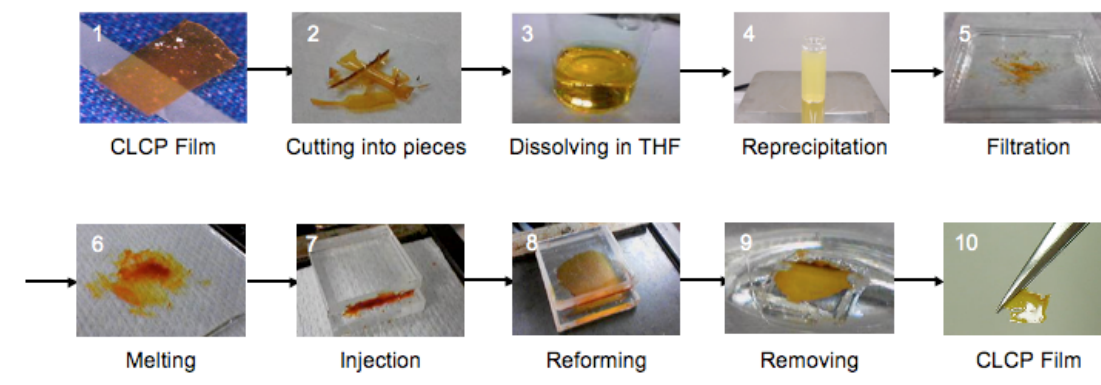 1 2 3 4 5
CLCP Film Cutting into pieces Dissolving in THF Reprecipitation Filtration
6 7 8 9 10
Melting Injection Reforming Removing CLCP Film